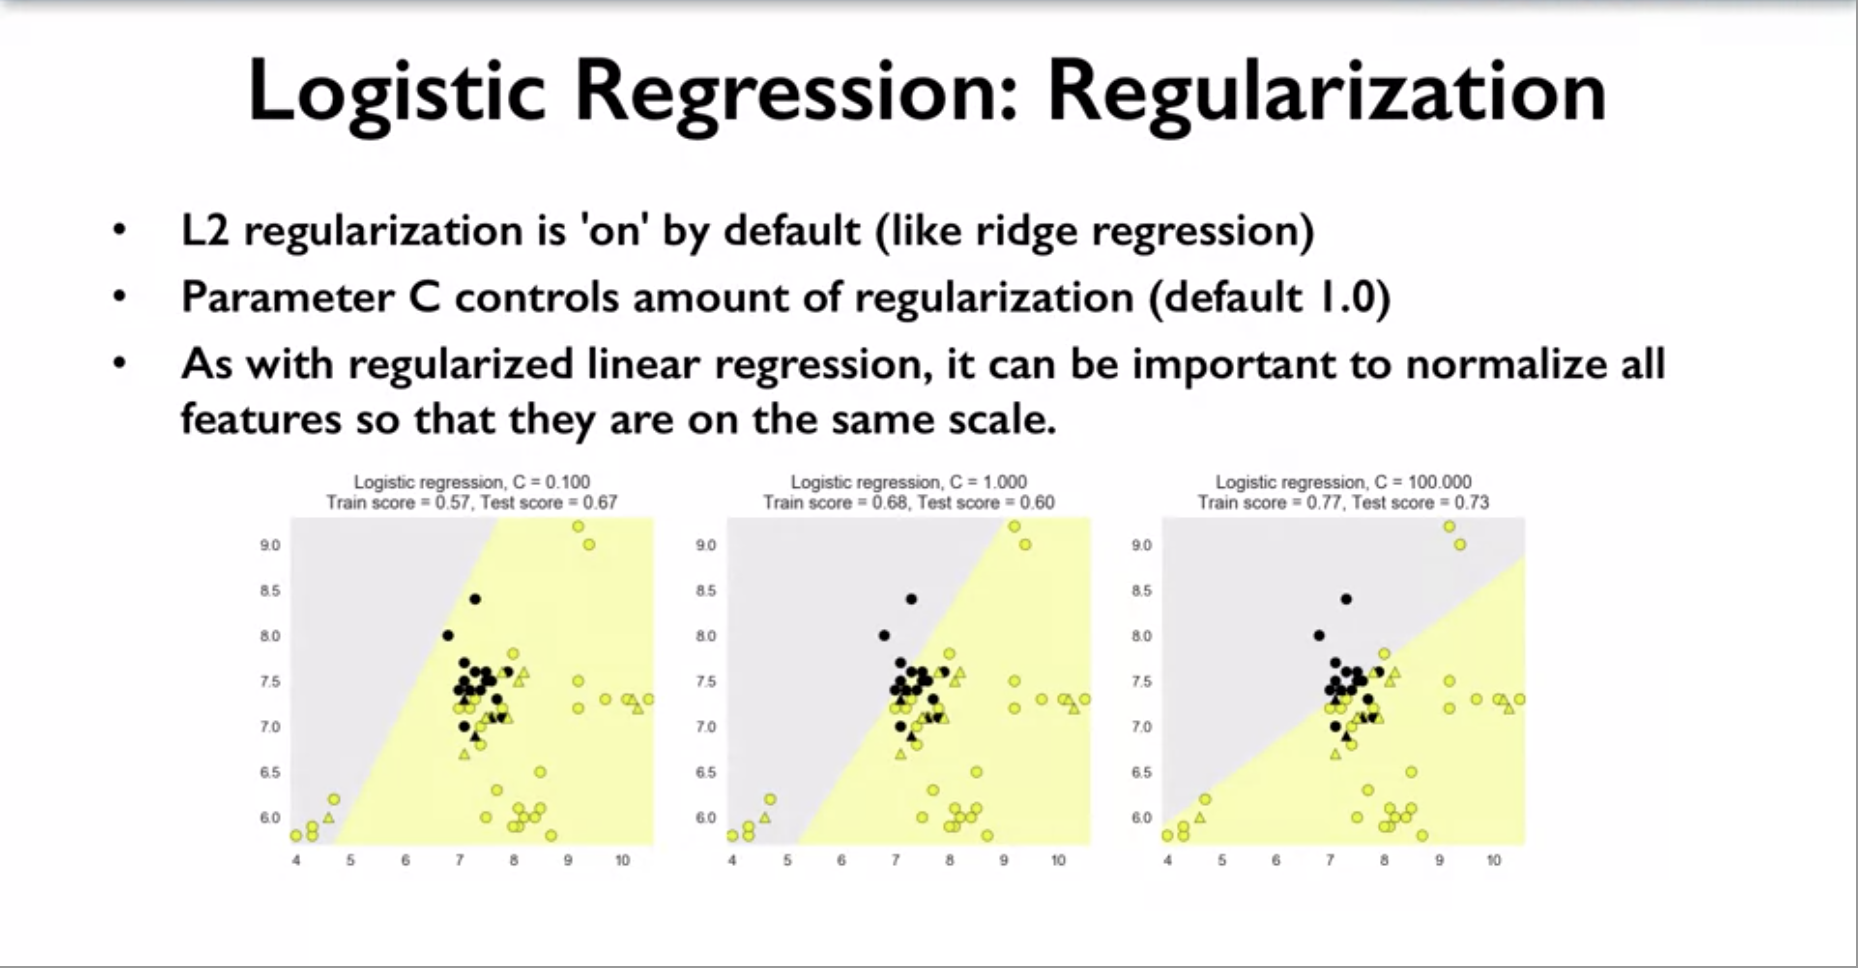 Logistic Regression: Regularization
• L2 regularization is 'on' by default (like ridge regression)
• Parameter C controls amount of regularization (default 1.0)
• As with regularized linear regression, it can be important to normalize all
features so that they are on the same scale.
Logistic regression, C = 0.100
Train score = 0.57, Test score = 0.67
9.0
8.5
8.0
7.5
7.0
6.5
6.0
4 5 6 7 8 9 10
Logistic regression, C = 1.000
Train score = 0.68, Test score = 0.60
9.0
8.5
8.0
7.5
7.0
6.5
6.0
4 5 6 7 8 9 10
Logistic regression, C = 100.000
Train score = 0.77, Test score = 0.73
9.0
8.5
8.0
7.5
7.0
6.5
6.0
4 5 6 7 8 9 10